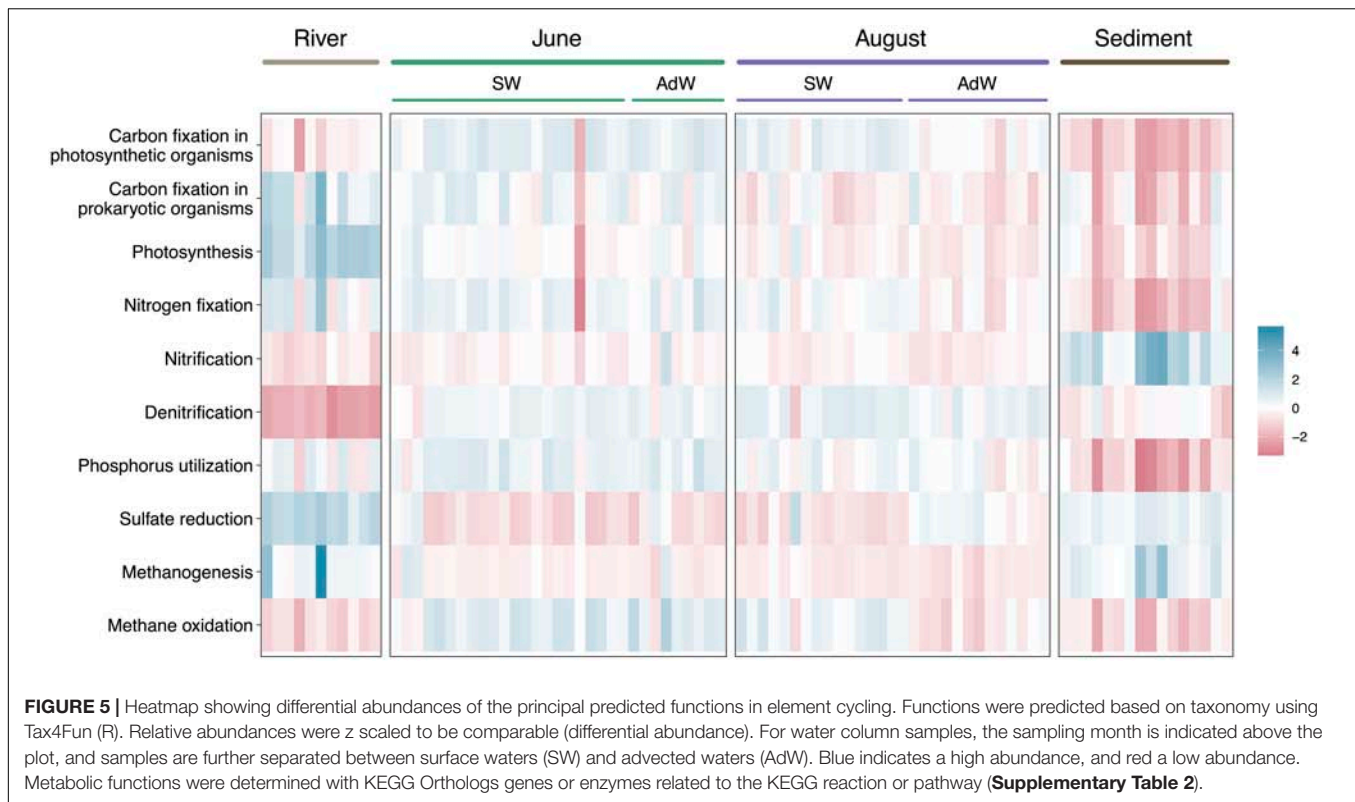 River
June
August
Sediment
SW
AdW
SW
AdW
Carbon fixation in
photosynthetic organisms
Carbon fixation in
prokaryotic organisms
Photosynthesis
Nitrogen fixation
Nitrification
Denitrification
Phosphorus utilization
Sulfate reduction
Methanogenesis
Methane oxidation
4
2
0
−2
FIGURE 5 | Heatmap showing differential abundances of the principal predicted functions in element cycling. Functions were predicted based on taxonomy using
Tax4Fun (R). Relative abundances were z scaled to be comparable (differential abundance). For water column samples, the sampling month is indicated above the
plot, and samples are further separated between surface waters (SW) and advected waters (AdW). Blue indicates a high abundance, and red a low abundance.
Metabolic functions were determined with KEGG Orthologs genes or enzymes related to the KEGG reaction or pathway (Supplementary Table 2).